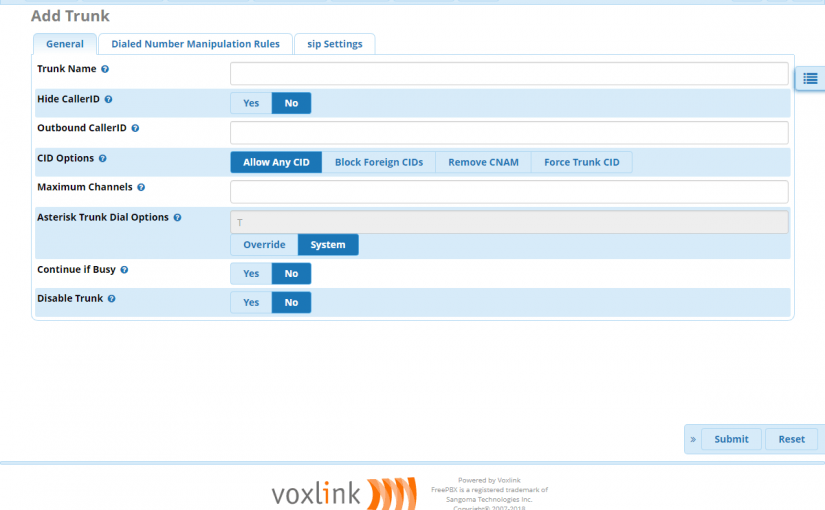 Add Trunk
General Dialed Number Manipulation Rules sip Settings
Trunk Name
Hide CallerID Yes No
Outbound CallerID
CID Options Allow Any CID Block Foreign CIDs Remove CNAM Force Trunk CID
Maximum Channels
Asterisk Trunk Dial Options T
Override System
Continue if Busy Yes No
Disable Trunk Yes No
» Submit Reset
voxlink
Powered by Voxlink
FreePBX is a registered trademark of
Sangoma Technologies Inc.
Copyright© 2007-2018